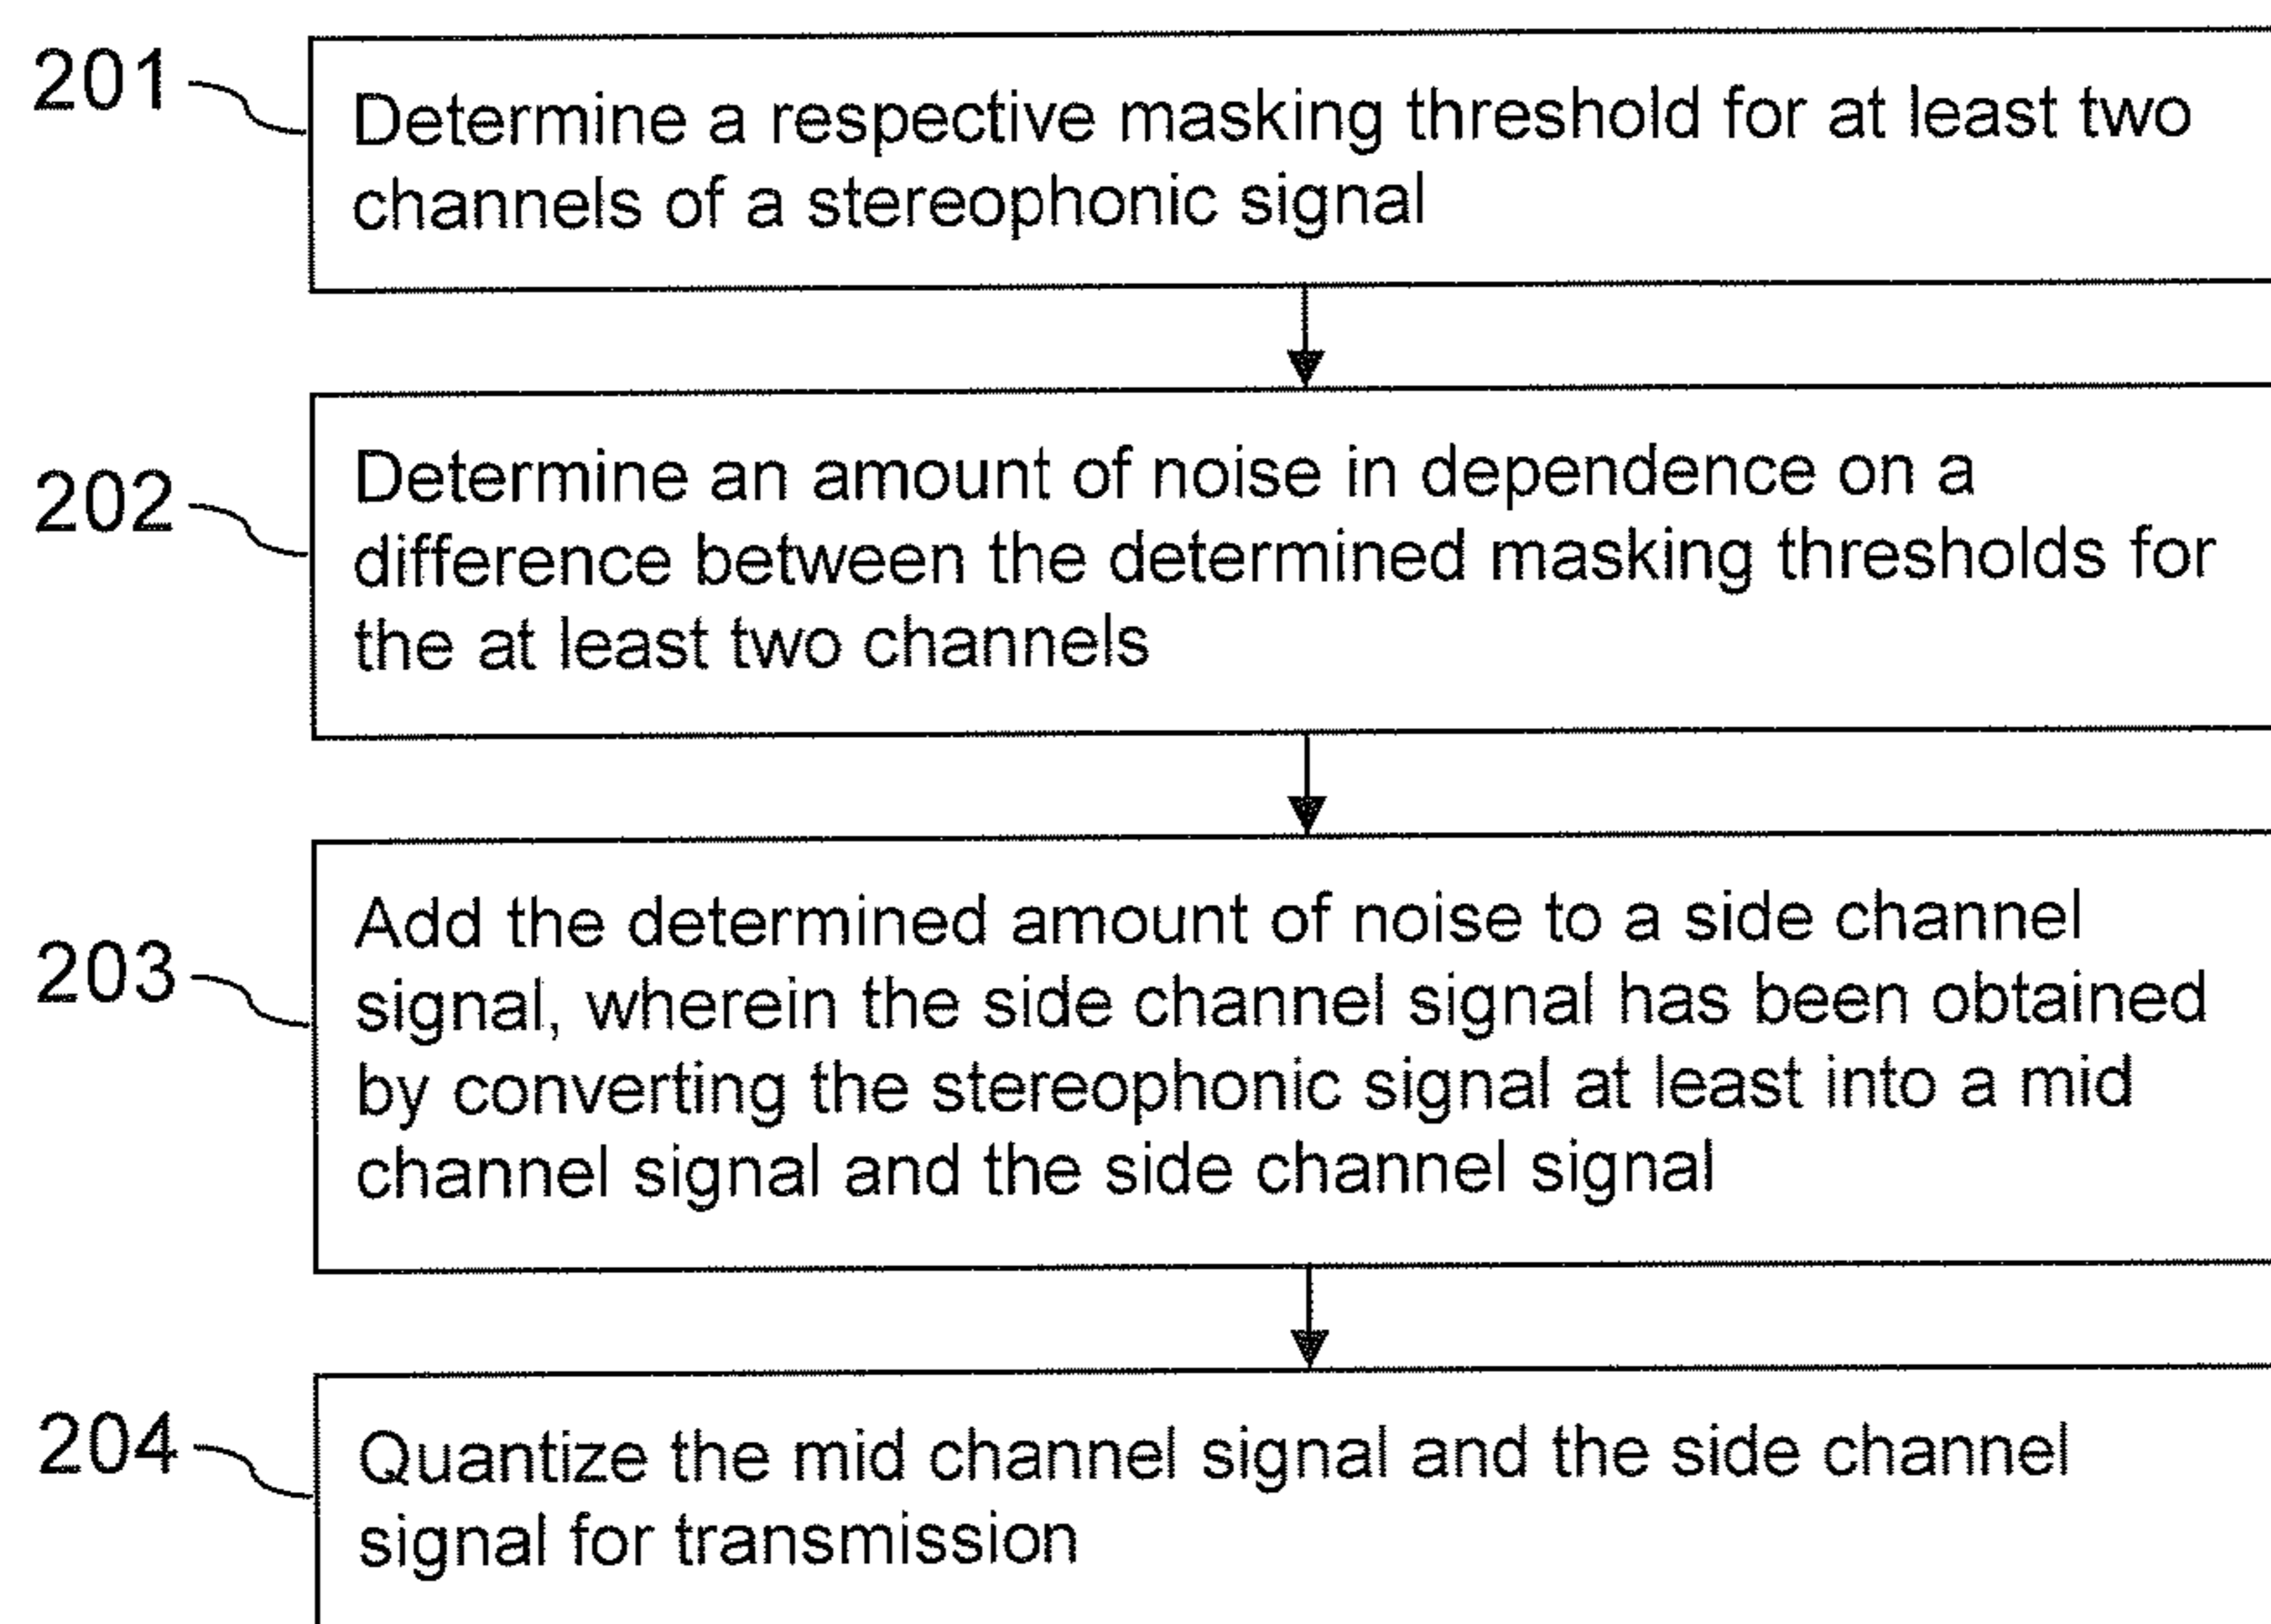 201
Determine a respective masking threshold for at least two
channels of a stereophonic signal
202
Determine an amount of noise in dependence on a
difference between the determined masking thresholds for
the at least two channels
203
Add the determined amount of noise to a side channel
signal, wherein the side channel signal has been obtained
by converting the stereophonic signal at least into a mid
channel signal and the side channel signal
204
Quantize the mid channel signal and the side channel
signal for transmission